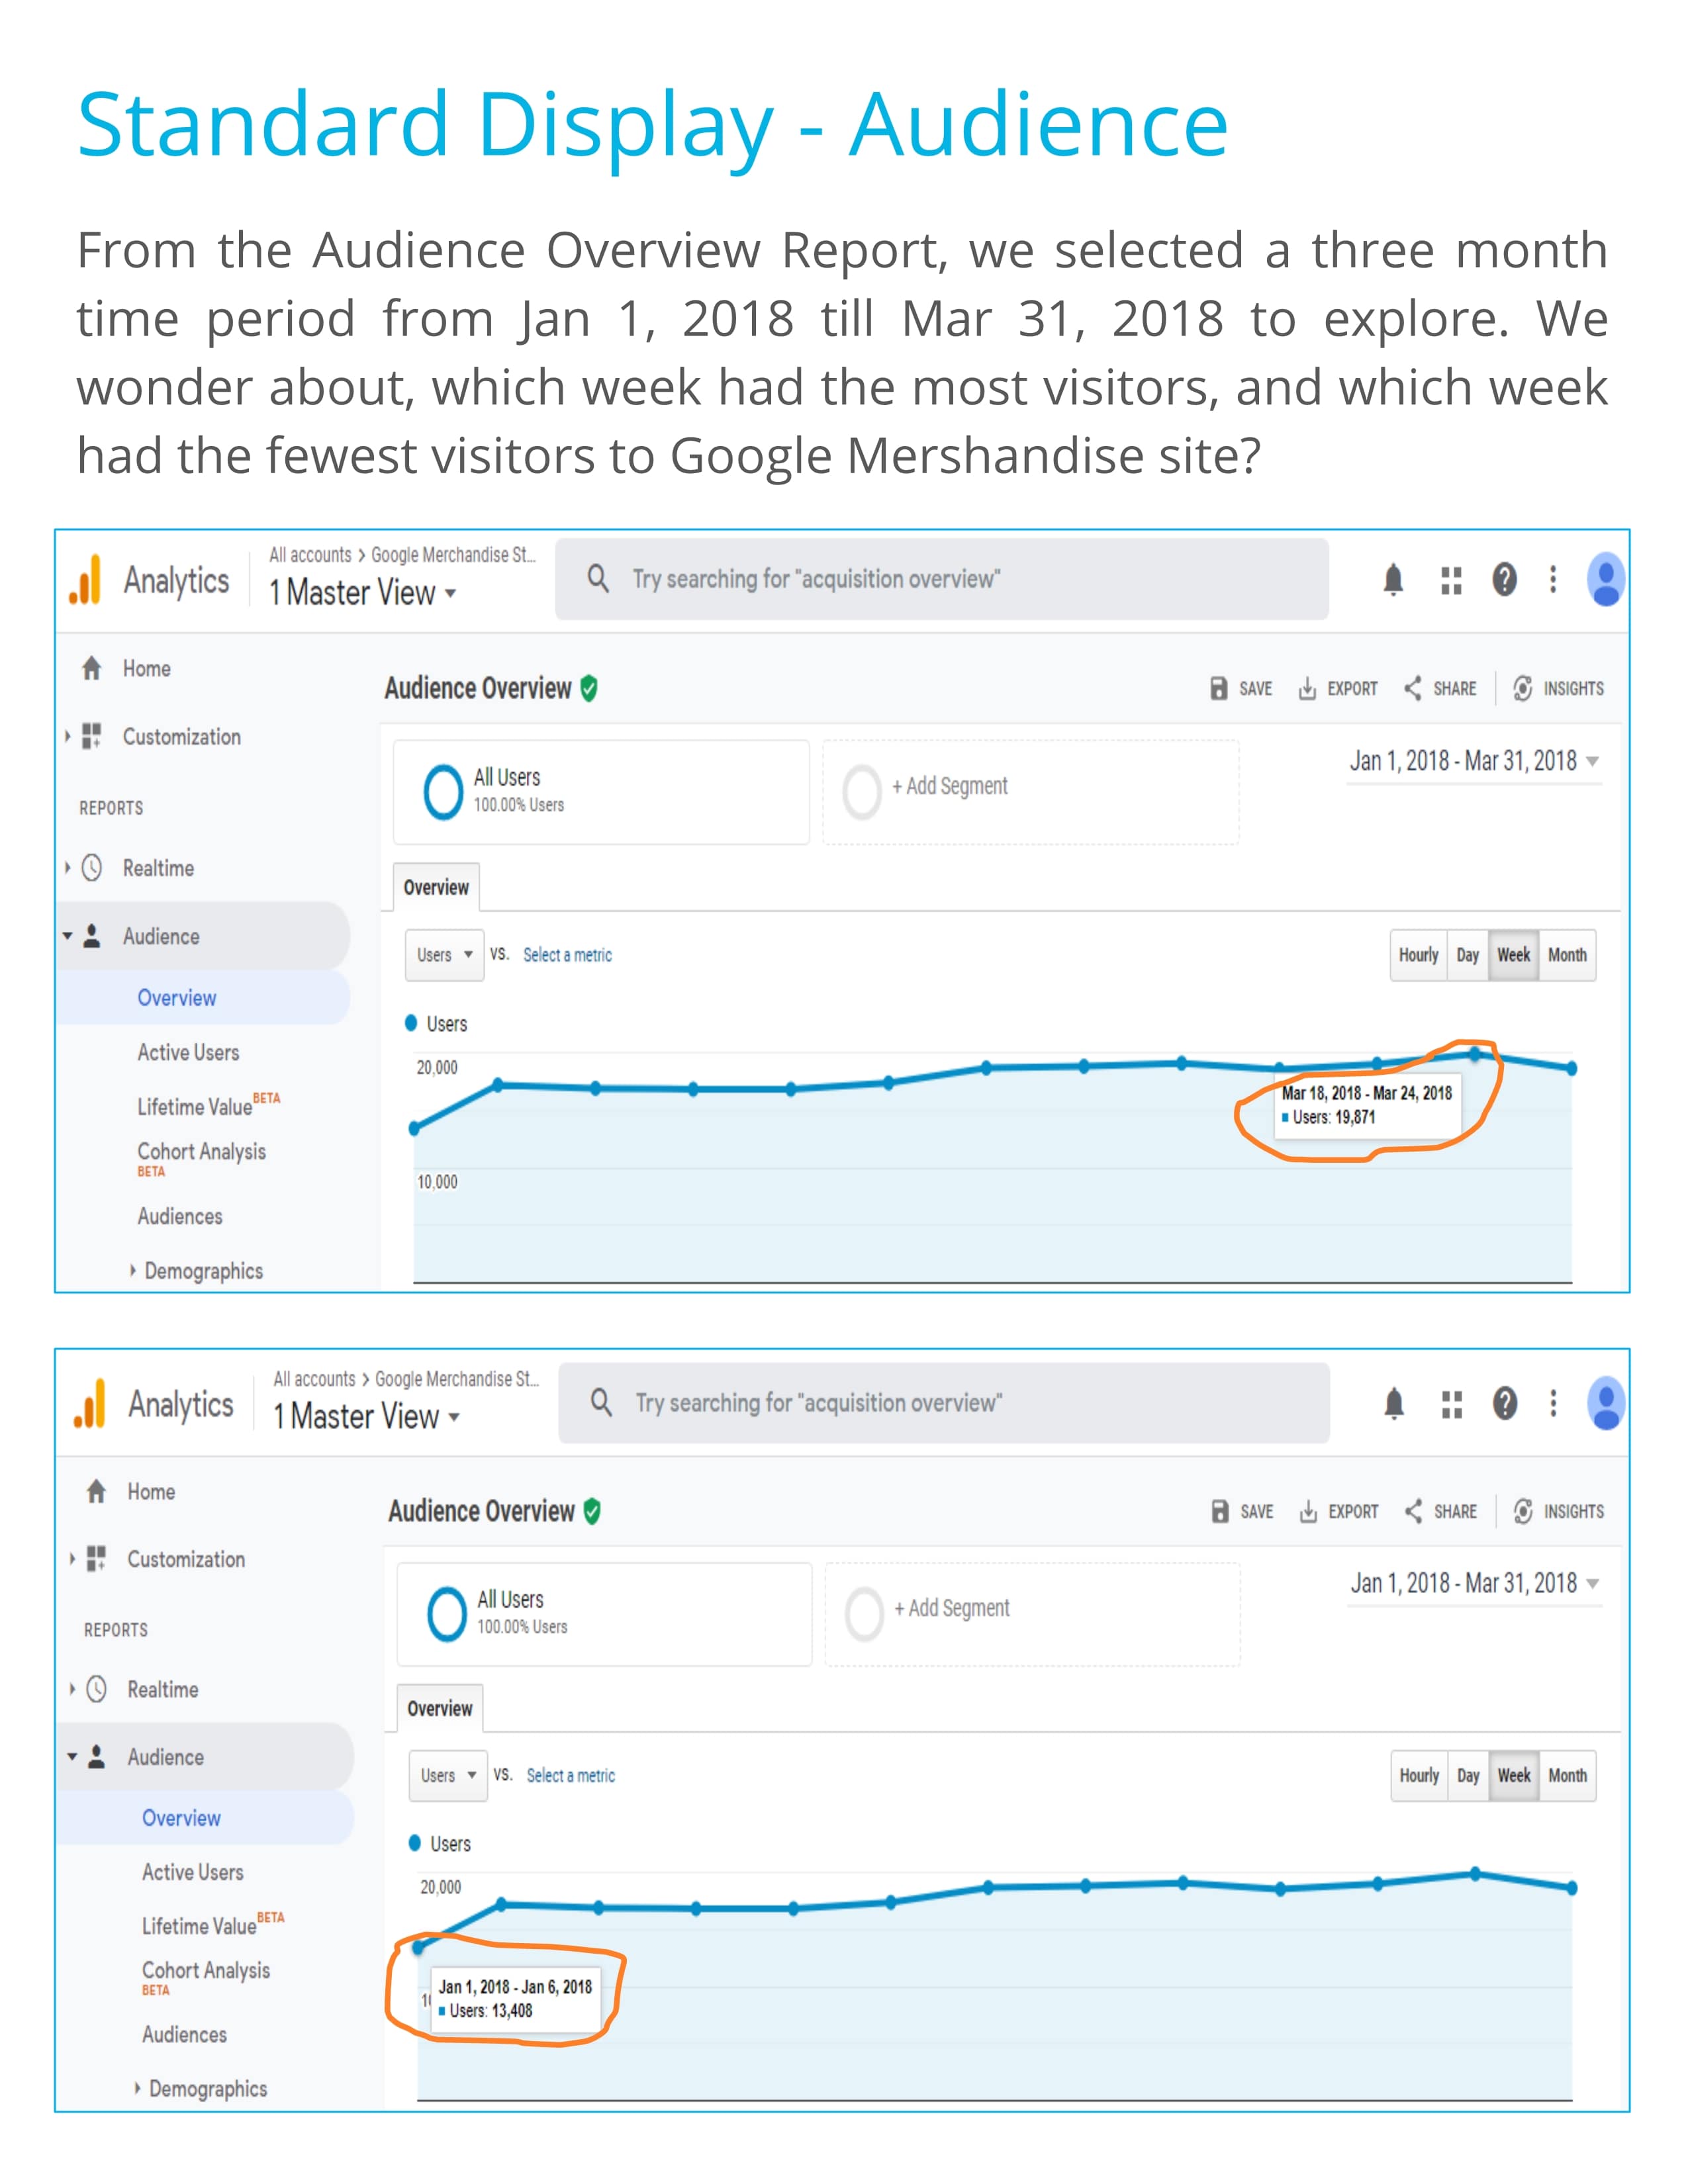 Standard Display - Audience
From the Audience Overview Report, we selected a three month
time period from Jan 1, 2018 till Mar 31, 2018 to explore. We
wonder about, which week had the most visitors, and which week
had the fewest visitors to Google Mershandise site?
Analytics
All accounts > Google Merchandise St...
1 Master View
Try searching for "acquisition overview"
Home
Customization
REPORTS
Realtime
Audience
Overview
Active Users
Lifetime Value BETA
Cohort Analysis
BETA
Audiences
Demographics
Audience Overview
SAVE
EXPORT
SHARE
INSIGHTS
All Users
100.00% Users
+ Add Segment
Jan 1, 2018 - Mar 31, 2018
Overview
Users
VS.
Select a metric
Hourly
Day
Week
Month
Users
20,000
10,000
Mar 18, 2018 - Mar 24, 2018
Users: 19,871
Analytics
All accounts > Google Merchandise St...
1 Master View
Try searching for "acquisition overview"
Home
Customization
REPORTS
Realtime
Audience
Overview
Active Users
Lifetime Value BETA
Cohort Analysis
BETA
Audiences
Demographics
Audience Overview
SAVE
EXPORT
SHARE
INSIGHTS
All Users
100.00% Users
+ Add Segment
Jan 1, 2018 - Mar 31, 2018
Overview
Users
VS.
Select a metric
Hourly
Day
Week
Month
Users
20,000
Jan 1, 2018 - Jan 6, 2018
Users: 13,408